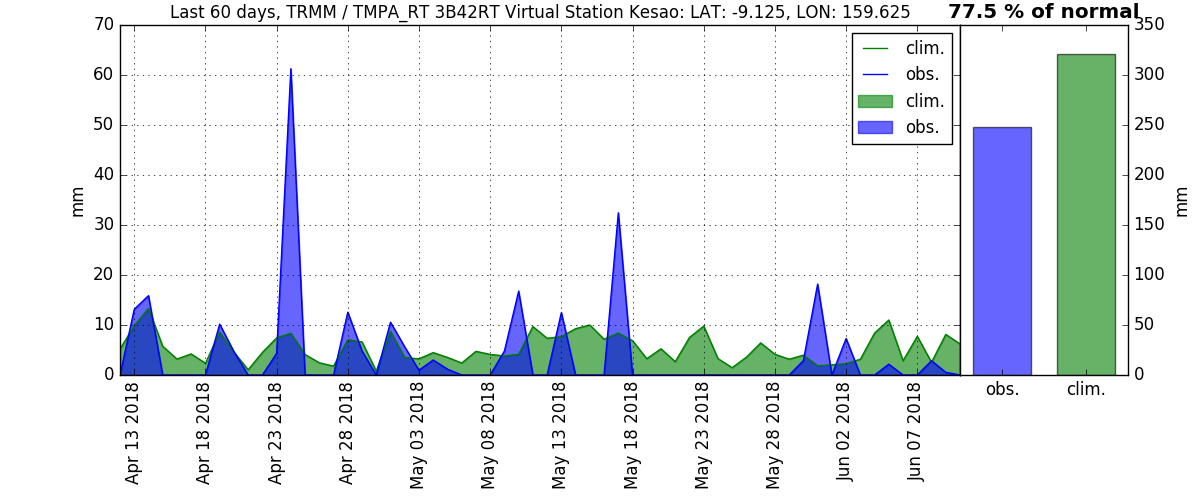 Last 60 days, TRMM / TMPA_RT 3B42RT Virtual Station Kesao: LAT: -9.125, LON: 159.625
77.5 % of normal
70
60
50
40
30
20
10
0
mm
clim.
obs.
clim.
obs.
350
300
250
200
150
100
50
0
mm
Apr 13 2018
Apr 18 2018
Apr 23 2018
Apr 28 2018
May 03 2018
May 08 2018
May 13 2018
May 18 2018
May 23 2018
May 28 2018
Jun 02 2018
Jun 07 2018
obs.
clim.